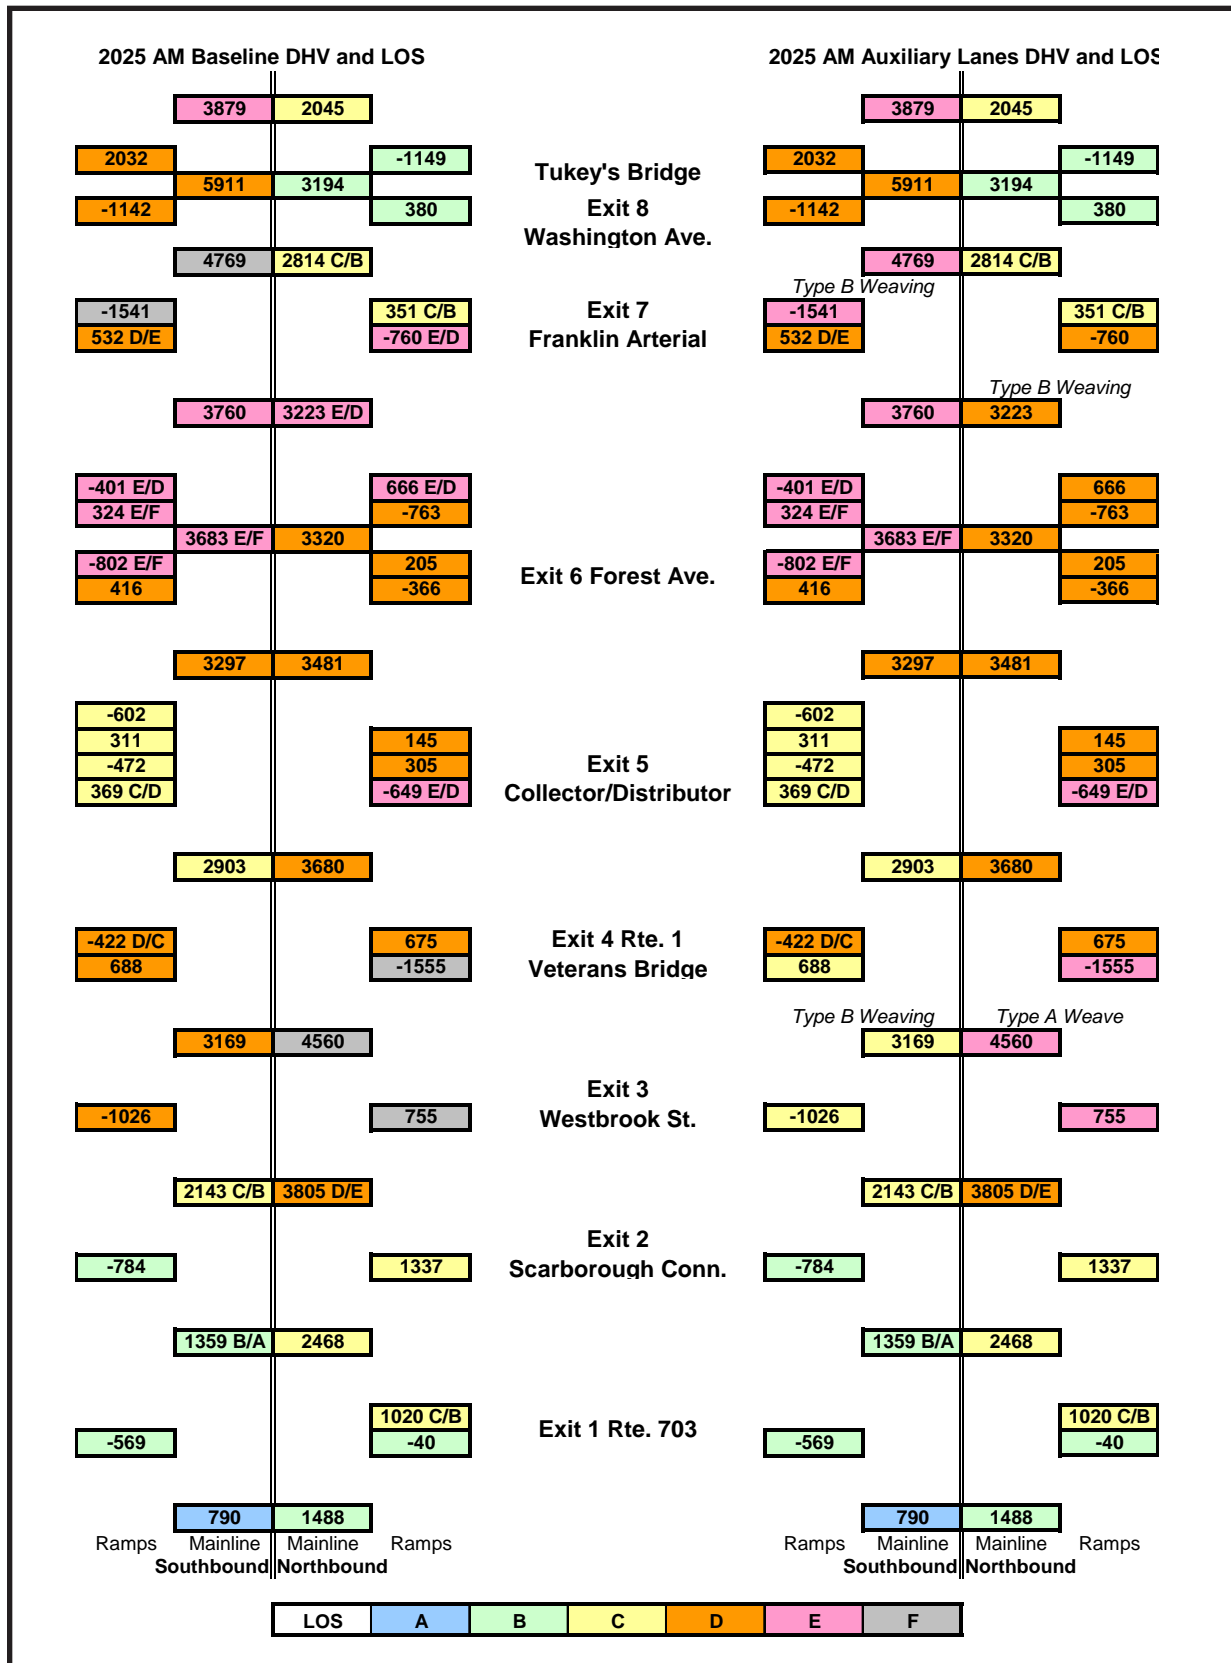 2025 AM Baseline DHV and LOS
2025 AM Auxiliary Lanes DHV and LOS
3879 2045 3879 2045
2032 -1149 Tukey's Bridge 2032 -1149
5911 3194 5911 3194
-1142 380 Exit 8 -1142 380
Washington Ave.
4769 2814 C/B 4769 2814 C/B
Type B Weaving
-1541 351 C/B Exit 7 -1541 351 C/B
532 D/E -760 E/D Franklin Arterial 532 D/E -760
Type B Weaving
3760 3223 E/D 3760 3223
-401 E/D 666 E/D -401 E/D 666
324 E/F -763 324 E/F -763
3683 E/F 3320 3683 E/F 3320
-802 E/F 205 Exit 6 Forest Ave. -802 E/F 205
416 -366 416 -366
3297 3481 3297 3481
-602 -602
311 145 311 145
-472 305 Exit 5 -472 305
369 C/D -649 E/D Collector/Distributor 369 C/D -649 E/D
2903 3680 2903 3680
-422 D/C 675 Exit 4 Rte. 1 -422 D/C 675
688 -1555 Veterans Bridge 688 -1555
Type B Weaving Type A Weave
3169 4560 3169 4560
Exit 3
-1026 755 Westbrook St. -1026 755
2143 C/B 3805 D/E 2143 C/B 3805 D/E
Exit 2
-784 1337 Scarborough Conn. -784 1337
1359 B/A 2468 1359 B/A 2468
1020 C/B 1020 C/B
-569 -40 Exit 1 Rte. 703 -569 -40
790 1488 790 1488
Ramps Mainline Mainline Ramps Ramps Mainline Mainline Ramps
Southbound Northbound Southbound Northbound
LOS A B C D E F